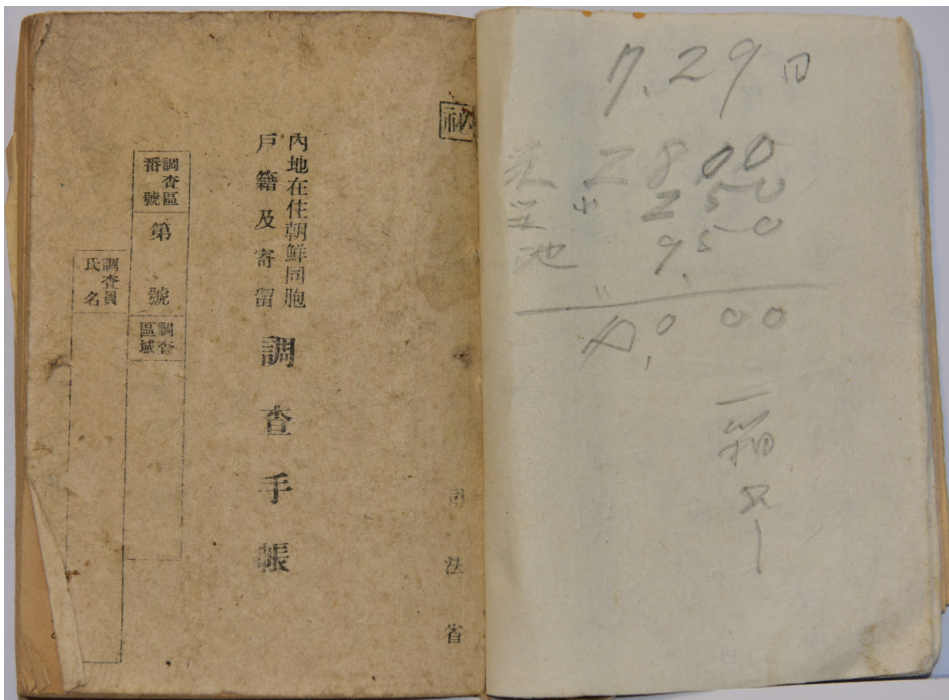 秘
司法省
內地在住朝鮮同胞
戶籍及寄留
調查手帳
調查區
番號
第 號
調查
區域
調查員
氏名
7.29日
2800
250
950
00
一箱